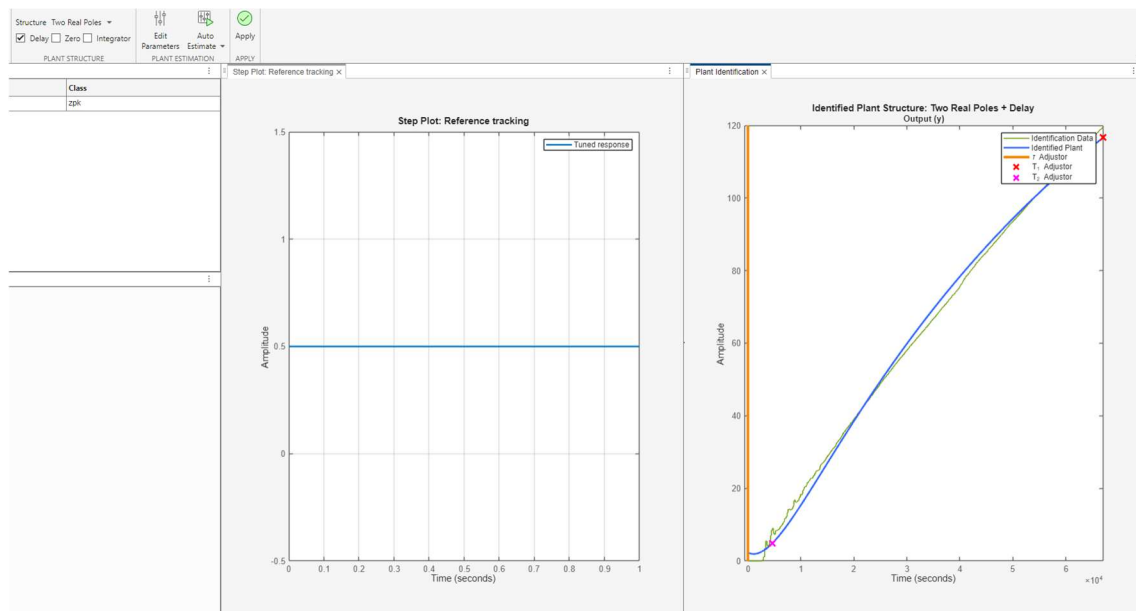 Structure Two Real Poles
Delay Zero Integrator
Edit Parameters
Auto Estimate
Apply
PLANT STRUCTURE
PLANT ESTIMATION
APPLY
Class
zpk
Step Plot: Reference tracking ×
Step Plot: Reference tracking
Tuned response
1.5
1
0.5
0
-0.5
Amplitude
0 0.1 0.2 0.3 0.4 0.5 0.6 0.7 0.8 0.9 1
Time (seconds)
Plant Identification ×
Identified Plant Structure: Two Real Poles + Delay
Output (y)
Identification Data
Identified Plant
τ Adjustor
T₁ Adjustor
T₂ Adjustor
120
100
80
60
40
20
0
Amplitude
0 1 2 3 4 5 6
Time (seconds)
×10⁴